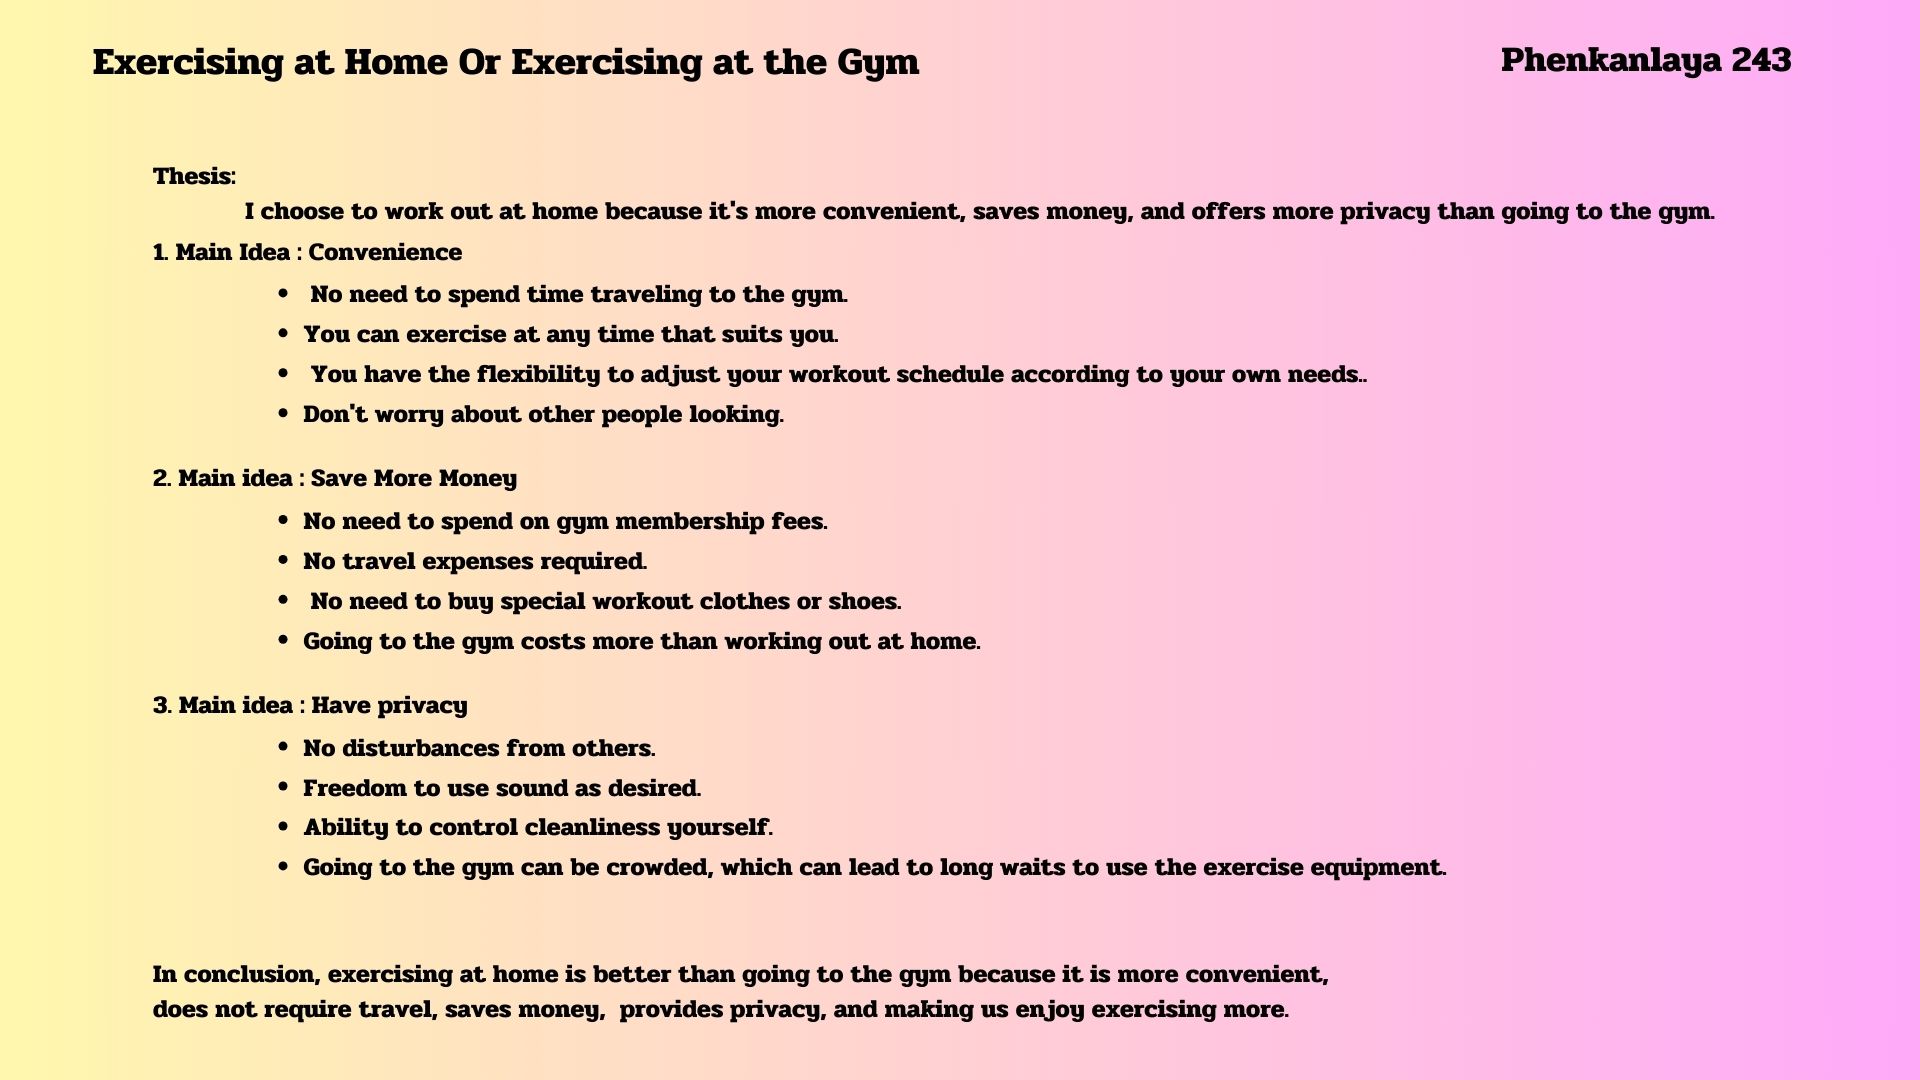 Exercising at Home Or Exercising at the Gym
Phenkanlaya 243
Thesis:
I choose to work out at home because it's more convenient, saves money, and offers more privacy than going to the gym.
1. Main Idea : Convenience
• No need to spend time traveling to the gym.
• You can exercise at any time that suits you.
• You have the flexibility to adjust your workout schedule according to your own needs..
• Don't worry about other people looking.
2. Main idea : Save More Money
• No need to spend on gym membership fees.
• No travel expenses required.
• No need to buy special workout clothes or shoes.
• Going to the gym costs more than working out at home.
3. Main idea : Have privacy
• No disturbances from others.
• Freedom to use sound as desired.
• Ability to control cleanliness yourself.
• Going to the gym can be crowded, which can lead to long waits to use the exercise equipment.
In conclusion, exercising at home is better than going to the gym because it is more convenient,
does not require travel, saves money,  provides privacy, and making us enjoy exercising more.